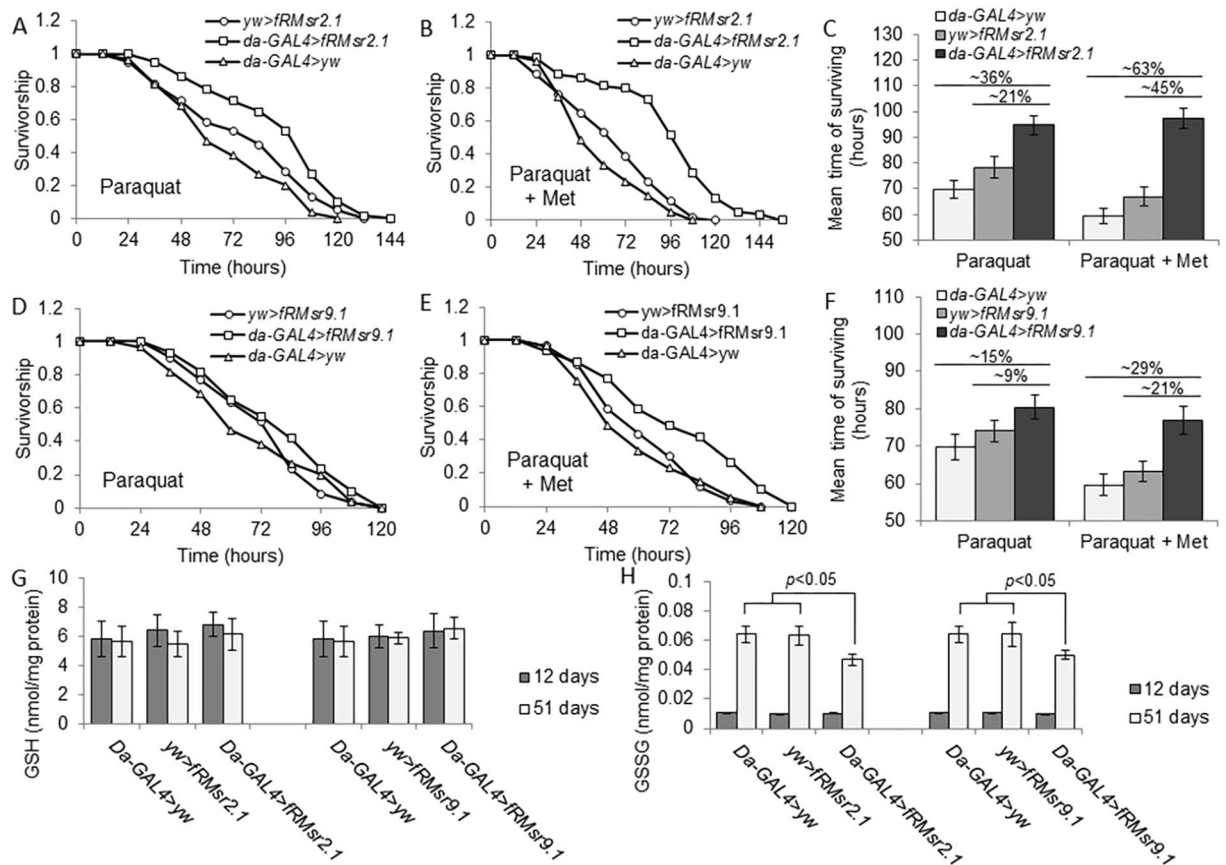 A
yw>fRMsr2.1
da-GAL4>fRMsr2.1
da-GAL4>yw
Survivorship
1.2
1
0.8
0.6
0.4
0.2
0
Paraquat
0 24 48 72 96 120 144
Time (hours)
B
yw>fRMsr2.1
da-GAL4>fRMsr2.1
da-GAL4>yw
Survivorship
1.2
1
0.8
0.6
0.4
0.2
0
Paraquat
+ Met
0 24 48 72 96 120 144
Time (hours)
C
da-GAL4>yw
yw>fRMsr2.1
da-GAL4>fRMsr2.1
Mean time of surviving
(hours)
130
120
110
100
90
80
70
60
50
~36%
~21%
~63%
~45%
Paraquat Paraquat + Met
D
yw>fRMsr9.1
da-GAL4>fRMsr9.1
da-GAL4>yw
Survivorship
1.2
1
0.8
0.6
0.4
0.2
0
Paraquat
0 24 48 72 96 120
Time (hours)
E
yw>fRMsr9.1
da-GAL4>fRMsr9.1
da-GAL4>yw
Survivorship
1.2
1
0.8
0.6
0.4
0.2
0
Paraquat
+ Met
0 24 48 72 96 120
Time (hours)
F
da-GAL4>yw
yw>fRMsr9.1
da-GAL4>fRMsr9.1
Mean time of surviving
(hours)
110
100
90
80
70
60
50
~15%
~9%
~29%
~21%
Paraquat Paraquat + Met
G
GSH (nmol/mg protein)
10
8
6
4
2
0
12 days
51 days
Da-GAL4>yw
yw>fRMsr2.1
Da-GAL4>fRMsr2.1
Da-GAL4>yw
yw>fRMsr9.1
Da-GAL4>fRMsr9.1
H
GSSG (nmol/mg protein)
0.1
0.08
0.06
0.04
0.02
0
p<0.05
p<0.05
12 days
51 days
Da-GAL4>yw
yw>fRMsr2.1
Da-GAL4>fRMsr2.1
Da-GAL4>yw
yw>fRMsr9.1
Da-GAL4>fRMsr9.1